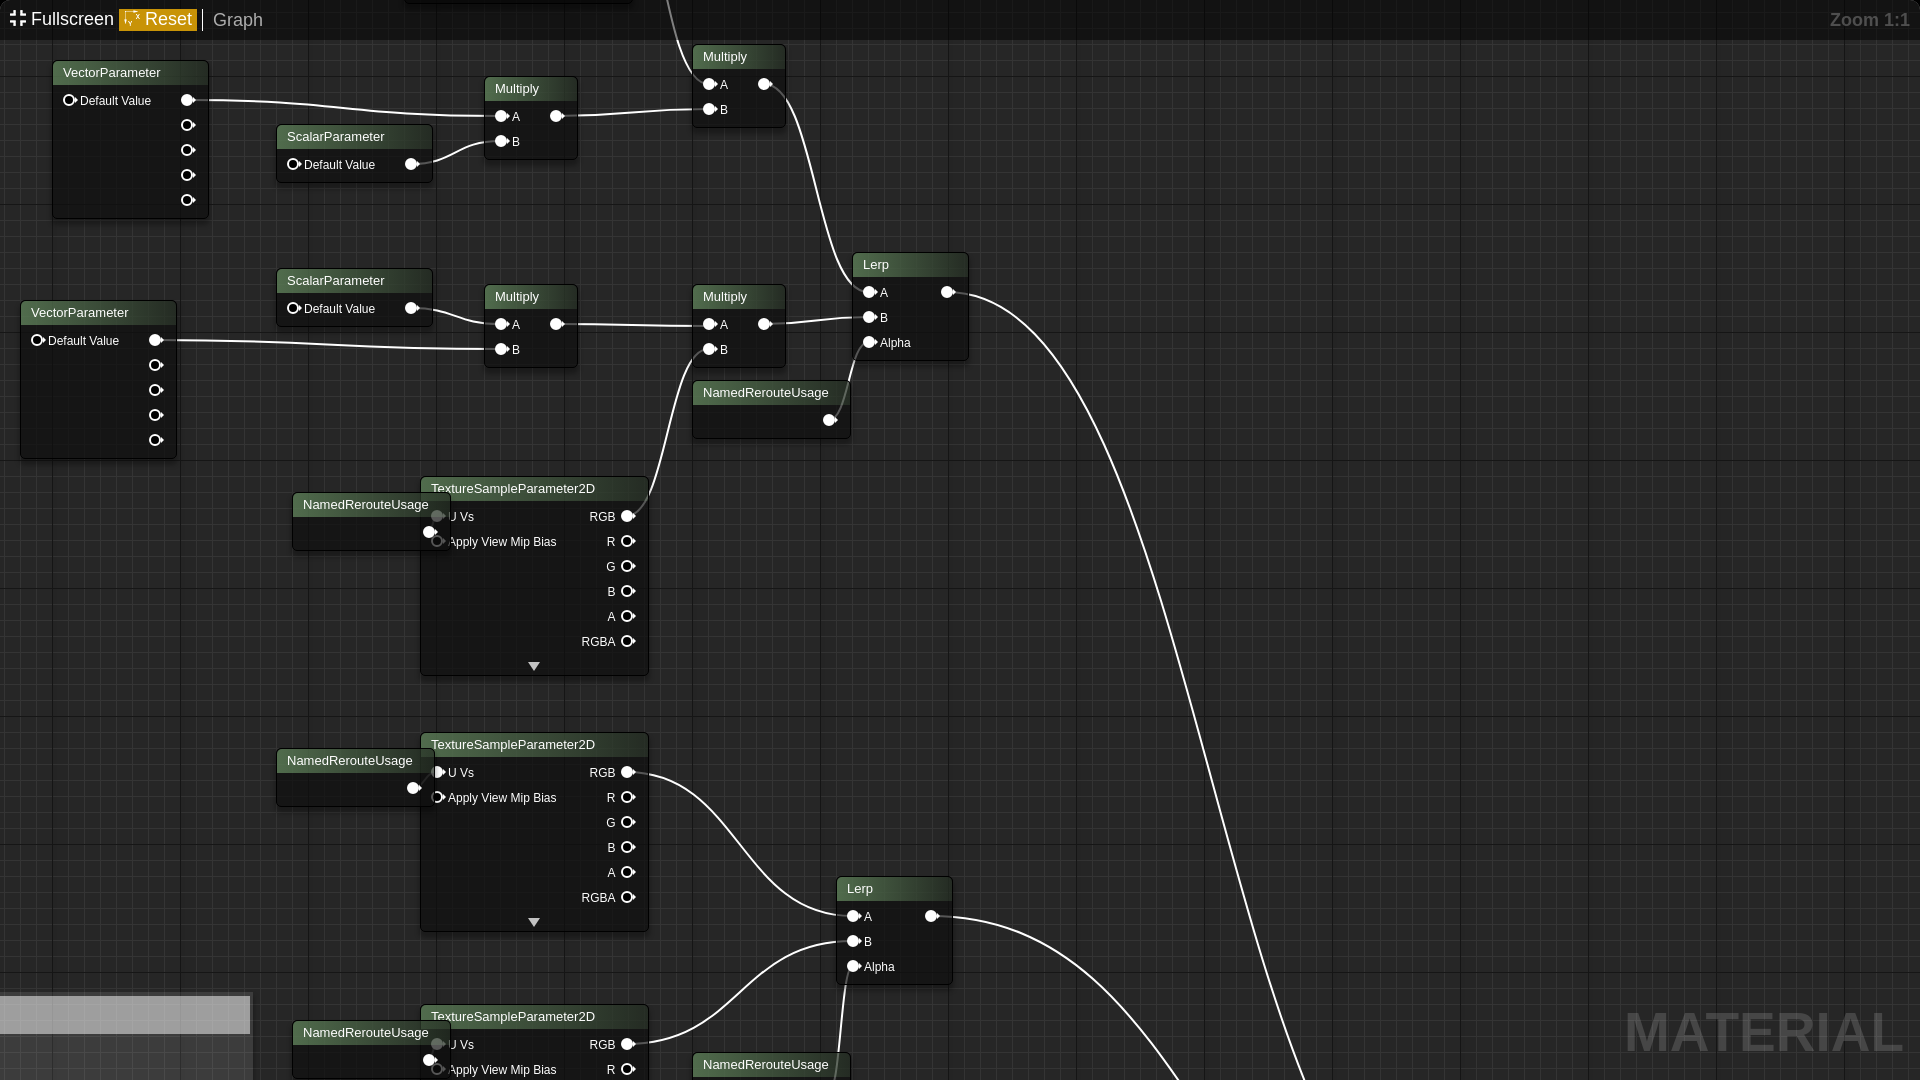 Fullscreen Reset Graph Zoom 1:1
Multiply
A
B
VectorParameter
Default Value
Multiply
A
B
ScalarParameter
Default Value
Lerp
A
B
Alpha
ScalarParameter
Default Value
Multiply
A
B
Multiply
A
B
VectorParameter
Default Value
NamedRerouteUsage
TextureSampleParameter2D
NamedRerouteUsage
U Vs RGB
Apply View Mip Bias R
G
B
A
RGBA
TextureSampleParameter2D
NamedRerouteUsage
U Vs RGB
Apply View Mip Bias R
G
B
A
RGBA
Lerp
A
B
Alpha
TextureSampleParameter2D
NamedRerouteUsage
U Vs RGB
Apply View Mip Bias R
NamedRerouteUsage
MATERIAL